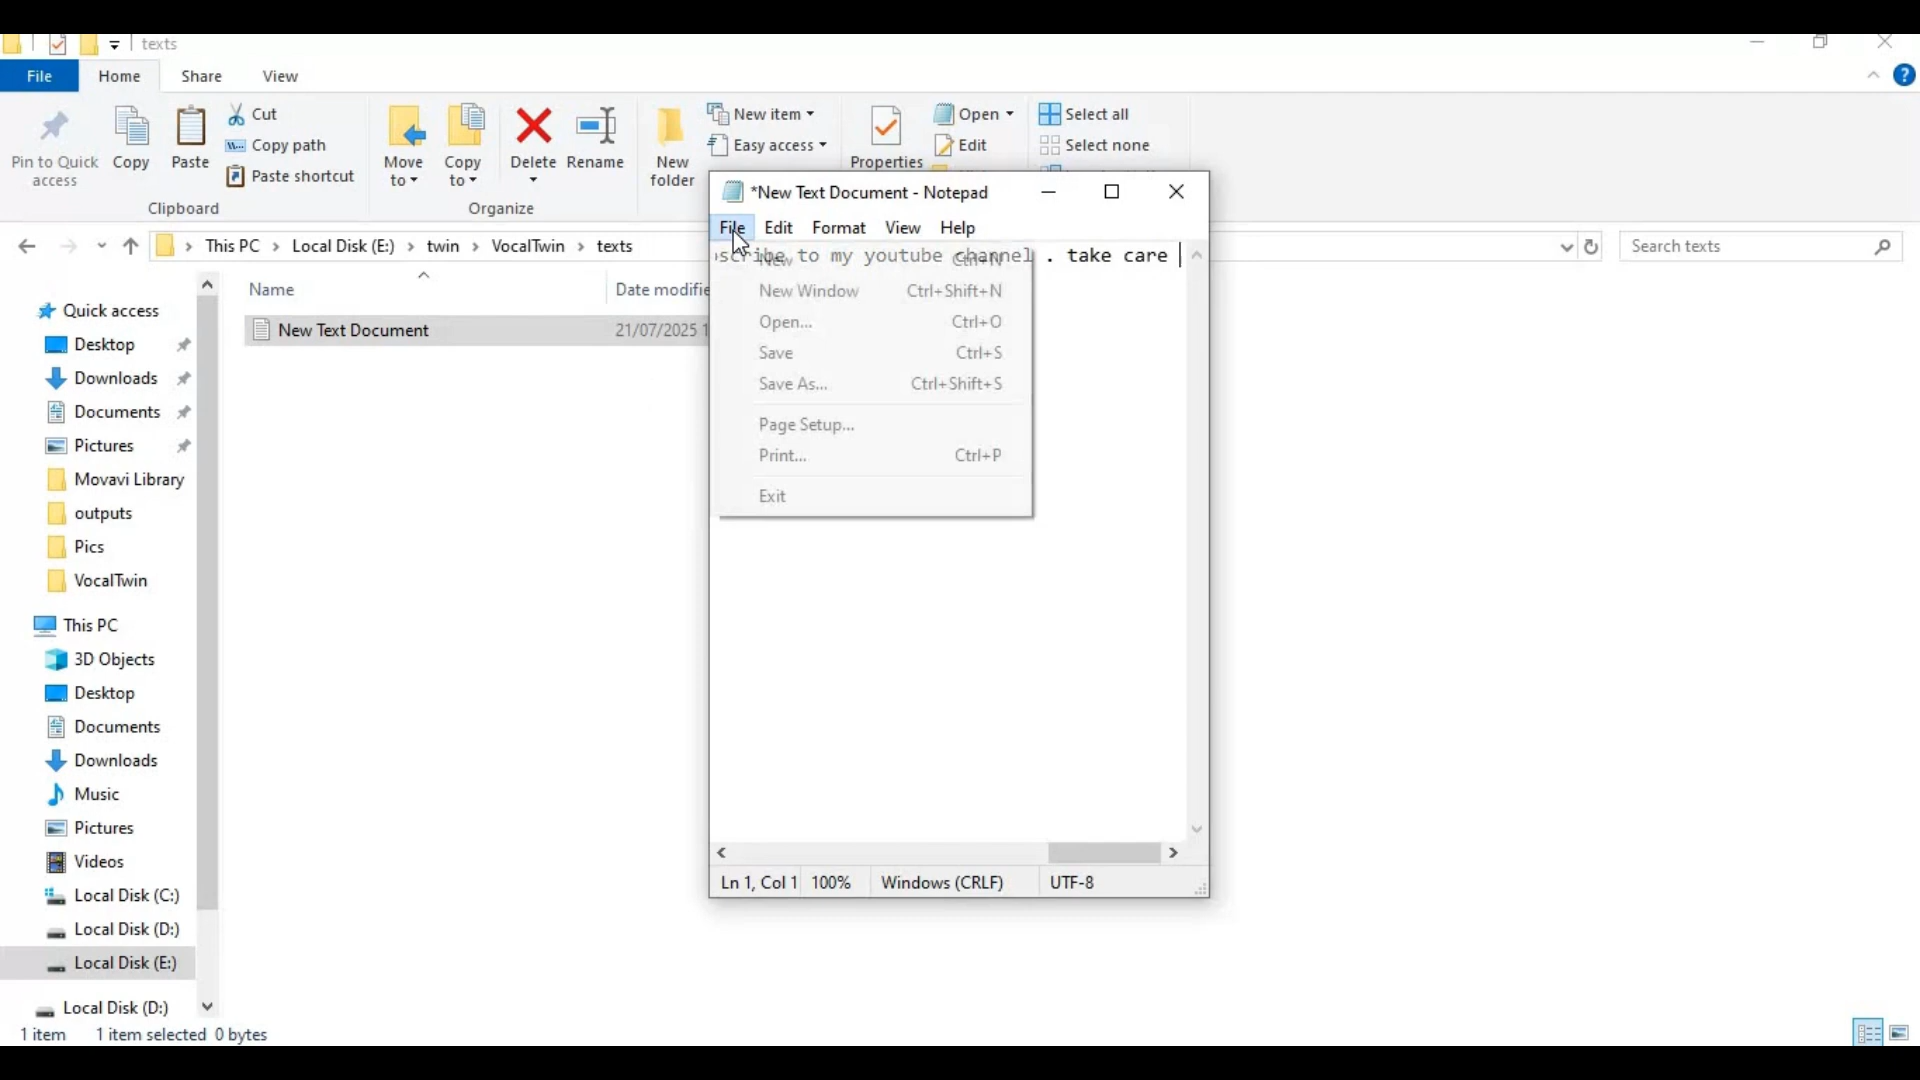 texts
File Home Share View
Pin to Quick access
Copy
Paste
Cut
Copy path
Paste shortcut
Clipboard
Move to
Copy to
Delete
Rename
Organize
New folder
New item
Easy access
Properties
Open
Edit
Select all
Select none
This PC > Local Disk (E:) > twin > VocalTwin > texts
Search texts
Name
Date modifie
New Text Document
21/07/2025 1
Quick access
Desktop
Downloads
Documents
Pictures
Movavi Library
outputs
Pics
VocalTwin
This PC
3D Objects
Desktop
Documents
Downloads
Music
Pictures
Videos
Local Disk (C:)
Local Disk (D:)
Local Disk (E:)
Local Disk (D:)
1 item 1 item selected 0 bytes
*New Text Document - Notepad
File Edit Format View Help
scribe to my youtube channel . take care
New Ctrl+N
New Window Ctrl+Shift+N
Open... Ctrl+O
Save Ctrl+S
Save As... Ctrl+Shift+S
Page Setup...
Print... Ctrl+P
Exit
Ln 1, Col 1
100%
Windows (CRLF)
UTF-8